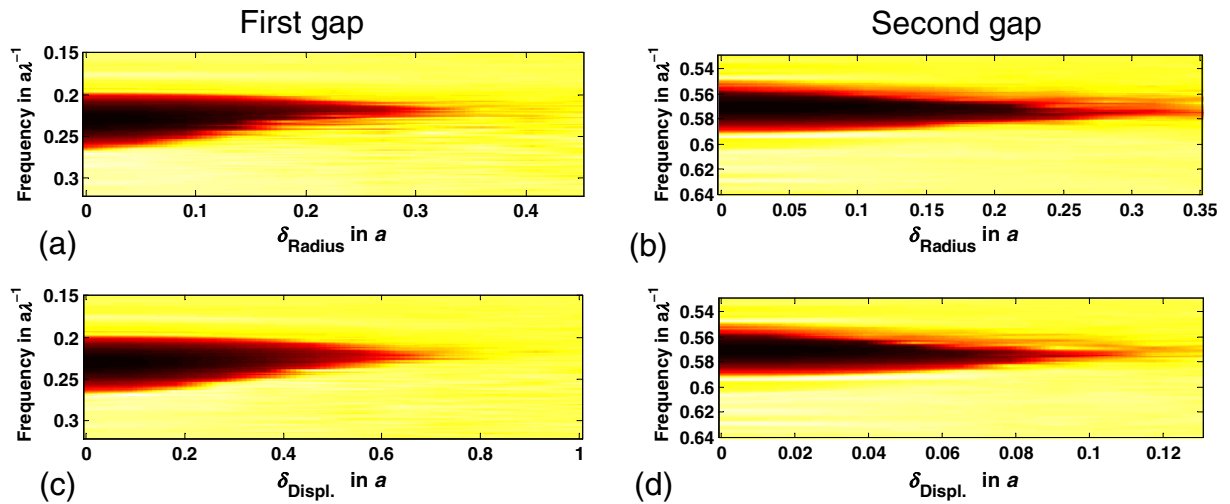 First gap
Second gap
0.15
0.2
0.25
0.3
Frequency in aλ⁻¹
0 0.1 0.2 0.3 0.4
δRadius in a
(a)
0.54
0.56
0.58
0.6
0.62
0.64
Frequency in aλ⁻¹
0 0.05 0.1 0.15 0.2 0.25 0.3 0.35
δRadius in a
(b)
0.15
0.2
0.25
0.3
Frequency in aλ⁻¹
0 0.2 0.4 0.6 0.8 1
δDispl. in a
(c)
0.54
0.56
0.58
0.6
0.62
0.64
Frequency in aλ⁻¹
0 0.02 0.04 0.06 0.08 0.1 0.12
δDispl. in a
(d)